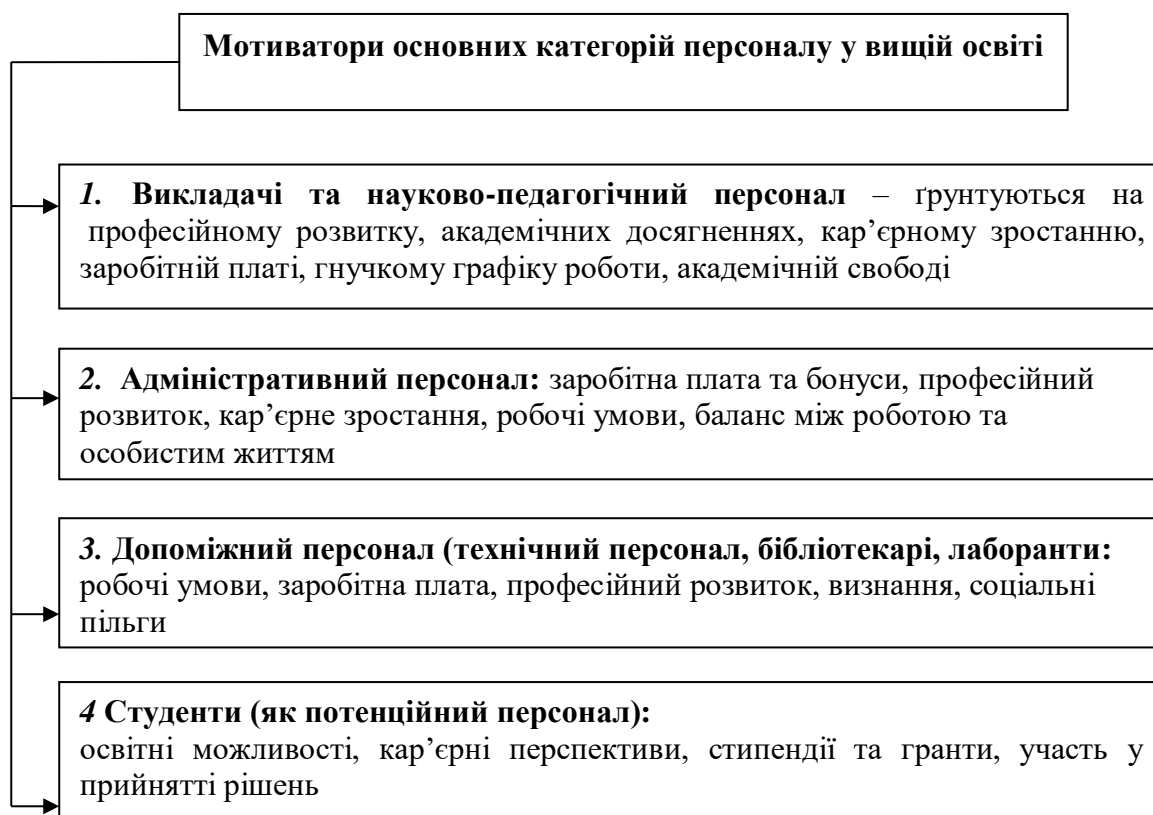 Мотиватори основних категорій персоналу у вищій освіті
1. Викладачі та науково-педагогічний персонал – ґрунтуються на
професійному розвитку, академічних досягненнях, кар’єрному зростанню,
заробітній платі, гнучкому графіку роботи, академічній свободі
2. Адміністративний персонал: заробітна плата та бонуси, професійний
розвиток, кар’єрне зростання, робочі умови, баланс між роботою та
особистим життям
3. Допоміжний персонал (технічний персонал, бібліотекарі, лаборанти:
робочі умови, заробітна плата, професійний розвиток, визнання, соціальні
пільги
4 Студенти (як потенційний персонал):
освітні можливості, кар’єрні перспективи, стипендії та гранти, участь у
прийнятті рішень